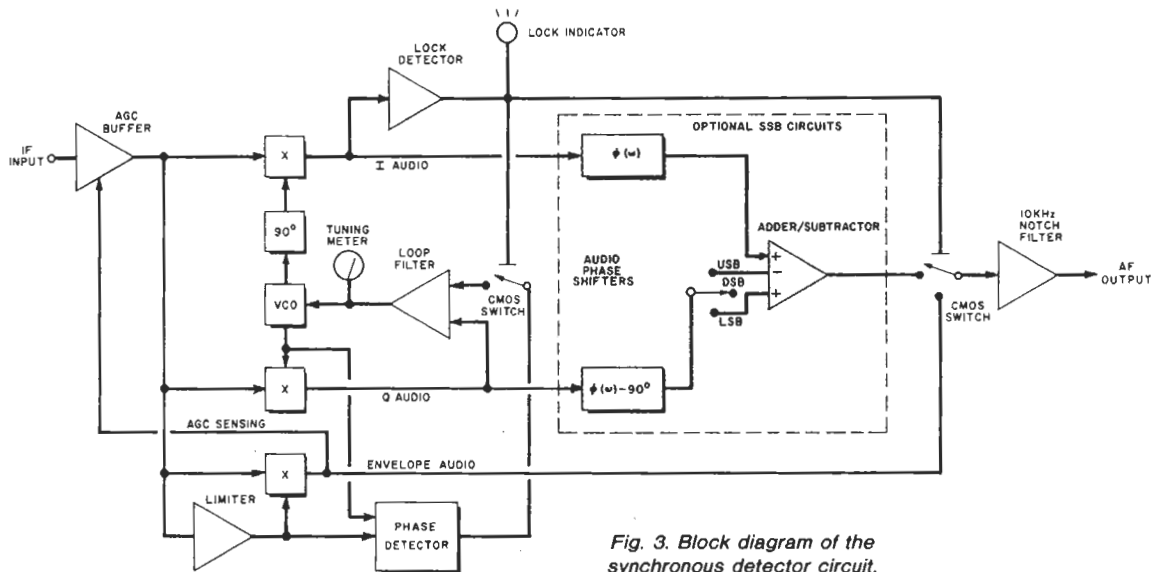 LOCK INDICATOR
LOCK
DETECTOR
AGC
BUFFER
IF
INPUT
X
I AUDIO
OPTIONAL SSB CIRCUITS
ϕ(ω)
90°
TUNING
METER
LOOP
FILTER
VCO
CMOS
SWITCH
AUDIO
PHASE
SHIFTERS
USB
DSB
LSB
ADDER/SUBTRACTOR
+
−
+
CMOS
SWITCH
10KHz
NOTCH
FILTER
AF
OUTPUT
X
Q AUDIO
ϕ(ω)-90°
AGC SENSING
X
ENVELOPE AUDIO
LIMITER
PHASE
DETECTOR
Fig. 3. Block diagram of the
synchronous detector circuit.